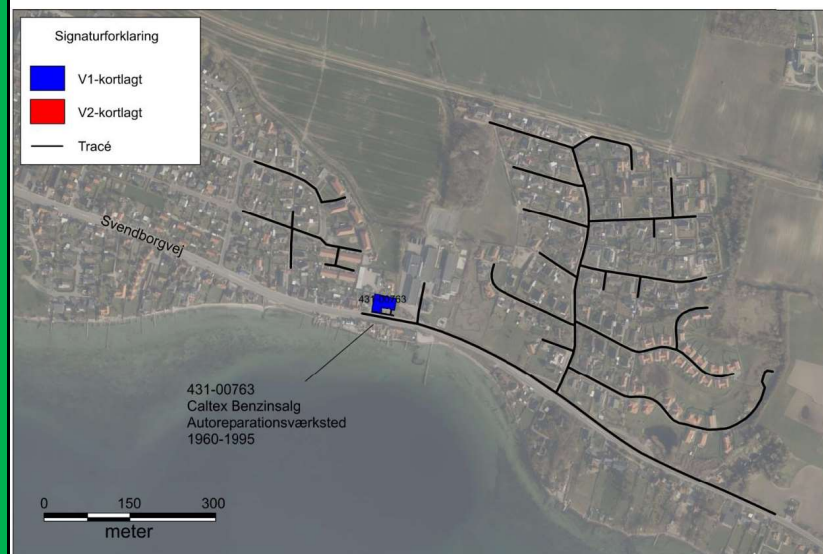 Signaturforklaring
V1-kortlagt
V2-kortlagt
Tracé
Svendborgvej
431-00763
431-00763
Caltex Benzinsalg
Autoreparationsværksted
1960-1995
0 150 300
meter